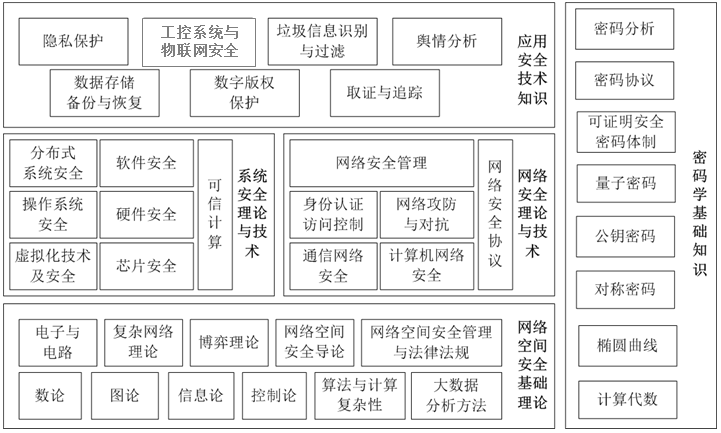 隐私保护
工控系统与
物联网安全
垃圾信息识别
与过滤
舆情分析
数据存储
备份与恢复
数字版权
保护
取证与追踪
应用
安全
技术
知识
分布式
系统安全
软件安全
操作系统
安全
硬件安全
虚拟化技术
及安全
芯片安全
可信计算
系统
安全
理论
与技
术
网络安全管理
身份认证
访问控制
网络攻防
与对抗
通信网络
安全
计算机网络
安全
网络安全协议
网络
安全
理论
与技
术
电子与
电路
复杂网络
理论
博弈理论
网络空间
安全导论
网络空间安全管理
与法律法规
数论
图论
信息论
控制论
算法与计算
复杂性
大数据
分析方法
网络
空间
安全
基础
理论
密码分析
密码协议
可证明安全
密码体制
量子密码
公钥密码
对称密码
椭圆曲线
计算代数
密码学基础知识